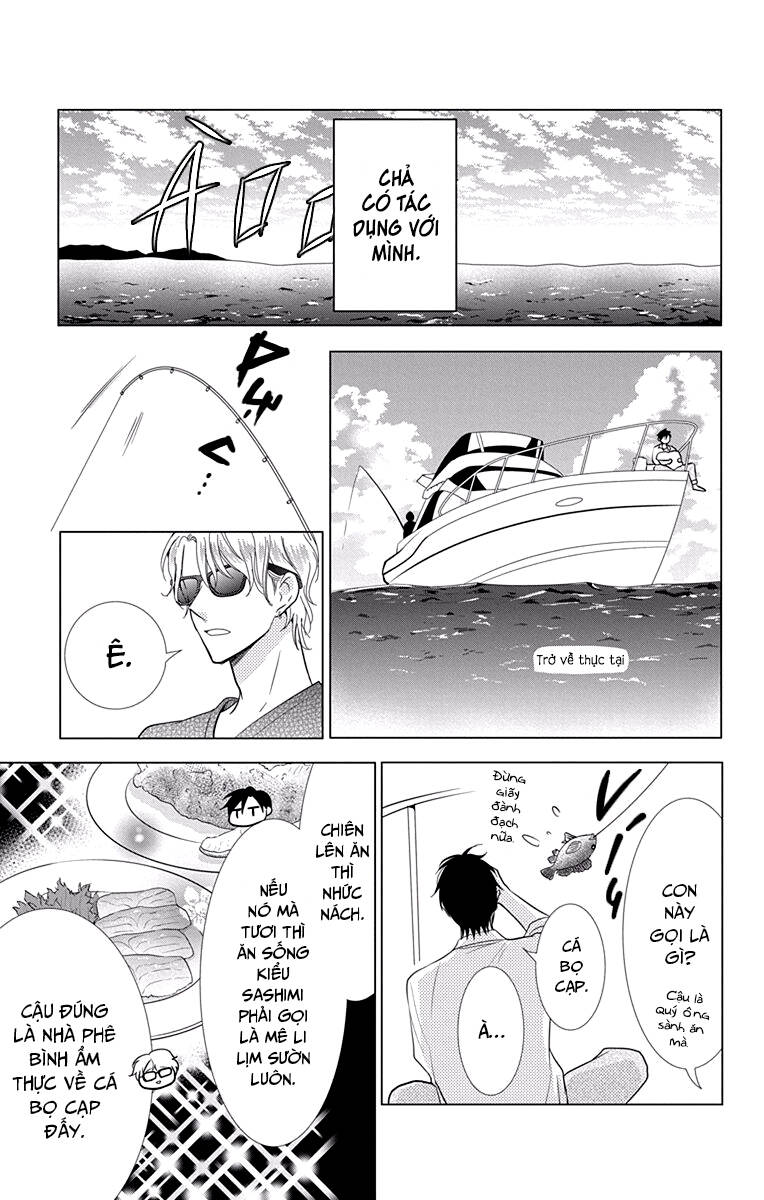 CHẢ
CÓ TÁC
DỤNG VỚI
MÌNH.
ÀOO
Trở về thực tại
Ê.
CON
NÀY
GỌI LÀ
GÌ?
Cậu là
quý ông
sành ăn
mà.
Đừng
giãy
đành
đạch
nữa.
CÁ
BỌ
CẠP.
À...
CHIÊN
LÊN ĂN
THÌ
NHỨC
NÁCH.
NẾU
NÓ MÀ
TƯƠI THÌ
ĂN SỐNG
KIỂU
SASHIMI
PHẢI GỌI
LÀ MÊ LI
LỊM SƯỜN
LUÔN.
CẬU ĐÚNG
LÀ NHÀ PHÊ
BÌNH ẨM
THỰC VỀ CÁ
BỌ CẠP
ĐẤY.